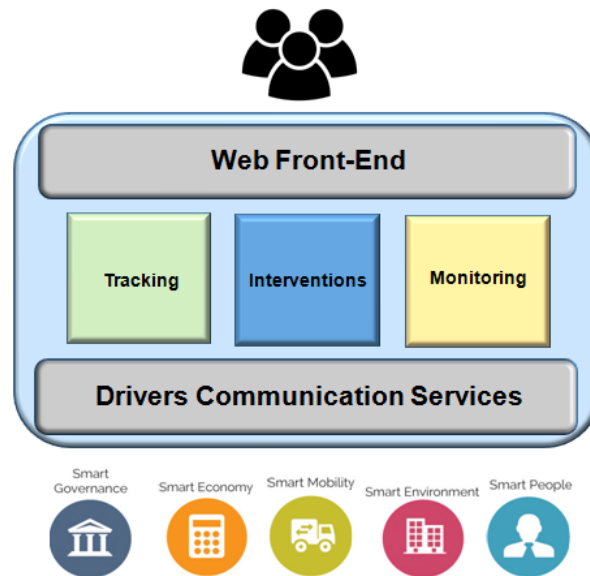 Web Front-End
Tracking
Interventions
Monitoring
Drivers Communication Services
Smart
Governance
Smart Economy
Smart Mobility
Smart Environment
Smart People